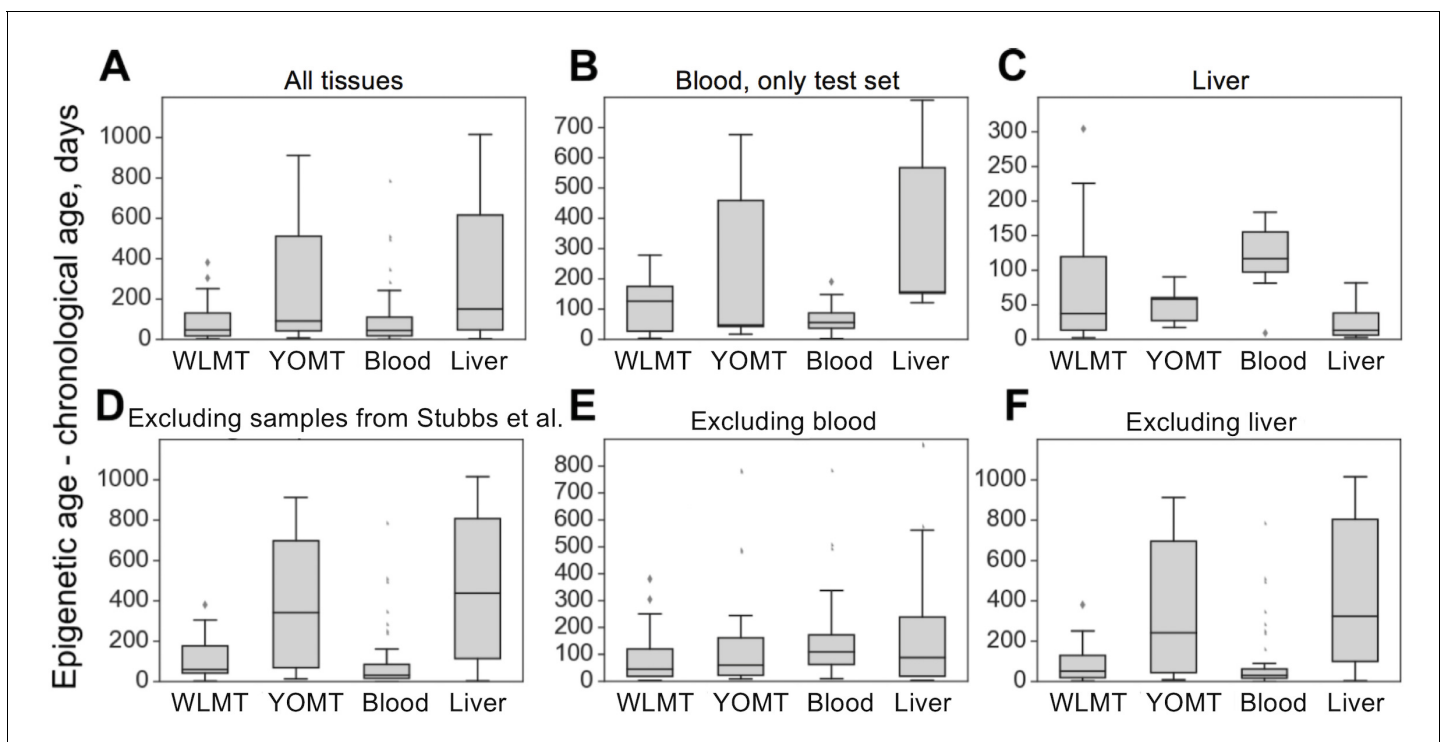 A
All tissues
B
Blood, only test set
C
Liver
Epigenetic age - chronological age, days
1000
800
600
400
200
0
WLMT YOMT Blood Liver
700
600
500
400
300
200
100
0
WLMT YOMT Blood Liver
300
250
200
150
100
50
0
WLMT YOMT Blood Liver
D
Excluding samples from Stubbs et al.
E
Excluding blood
F
Excluding liver
1000
800
600
400
200
0
WLMT YOMT Blood Liver
800
700
600
500
400
300
200
100
0
WLMT YOMT Blood Liver
1000
800
600
400
200
0
WLMT YOMT Blood Liver